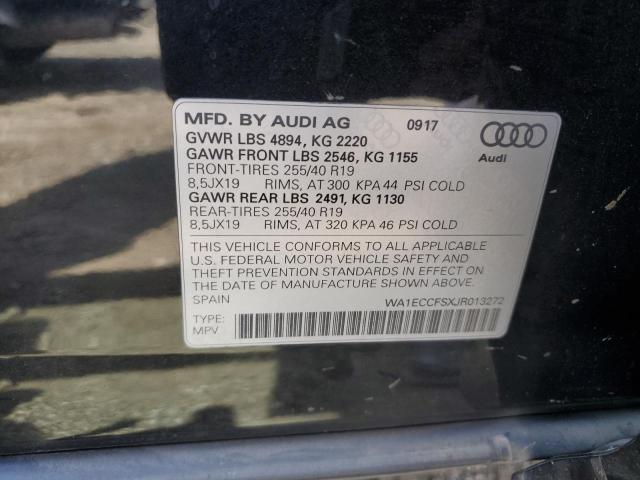 MFD. BY AUDI AG 0917
GVWR LBS 4894, KG 2220
GAWR FRONT LBS 2546, KG 1155
Audi
FRONT-TIRES 255/40 R19
8,5JX19 RIMS, AT 300 KPA 44 PSI COLD
GAWR REAR LBS 2491, KG 1130
REAR-TIRES 255/40 R19
8,5JX19 RIMS, AT 320 KPA 46 PSI COLD
THIS VEHICLE CONFORMS TO ALL APPLICABLE
U.S. FEDERAL MOTOR VEHICLE SAFETY AND
THEFT PREVENTION STANDARDS IN EFFECT ON
THE DATE OF MANUFACTURE SHOWN ABOVE.
SPAIN WA1ECCFSXJR013272
TYPE:
MPV